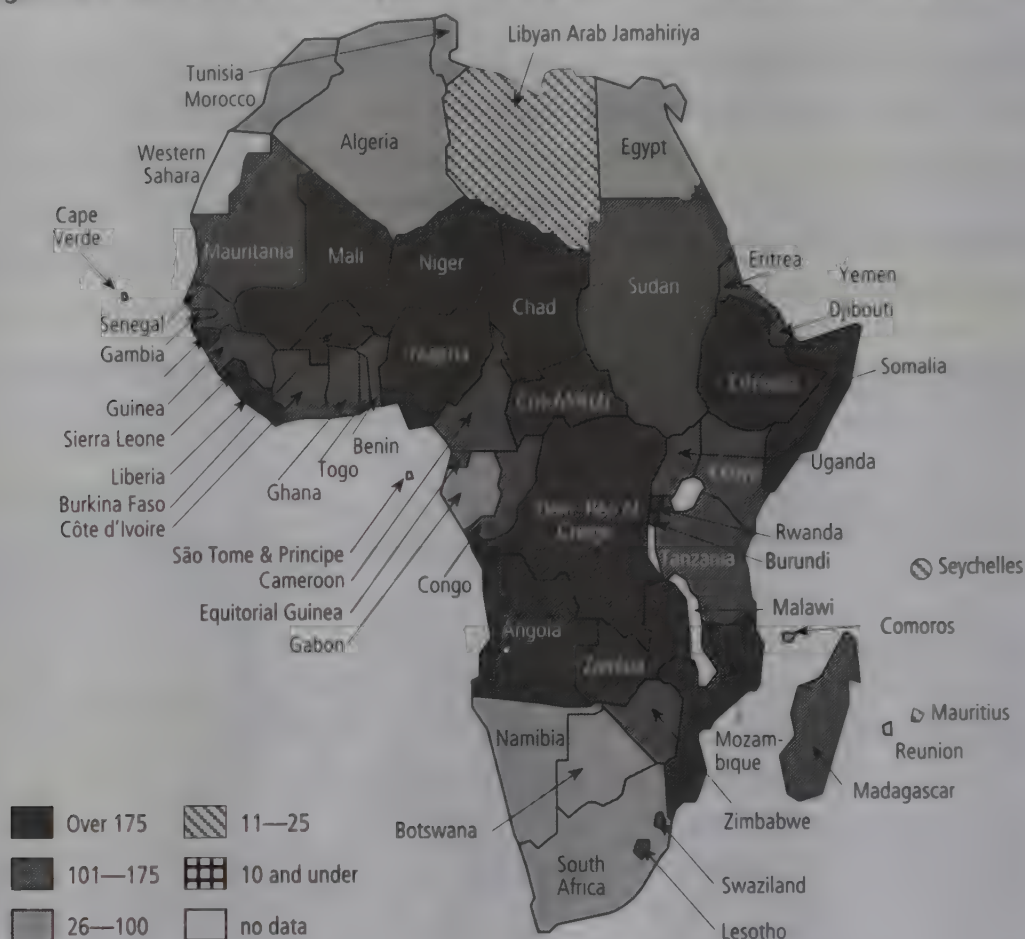 Libyan Arab Jamahiriya
Tunisia
Morocco
Algeria
Egypt
Western
Sahara
Cape
Verde
Mauritania
Mali
Niger
Chad
Sudan
Eritrea
Yemen
Djibouti
Senegal
Gambia
Somalia
Guinea
Sierra Leone
Liberia
Burkina Faso
Côte d'Ivoire
Ghana
Togo
Benin
Uganda
Rwanda
Burundi
Tanzania
São Tome & Principe
Cameroon
Equitorial Guinea
Gabon
Congo
Seychelles
Malawi
Comoros
Angola
Zambia
Mauritius
Reunion
Madagascar
Namibia
Mozam-
bique
Zimbabwe
Botswana
South
Africa
Swaziland
Lesotho
Over 175
11—25
101—175
10 and under
26—100
no data